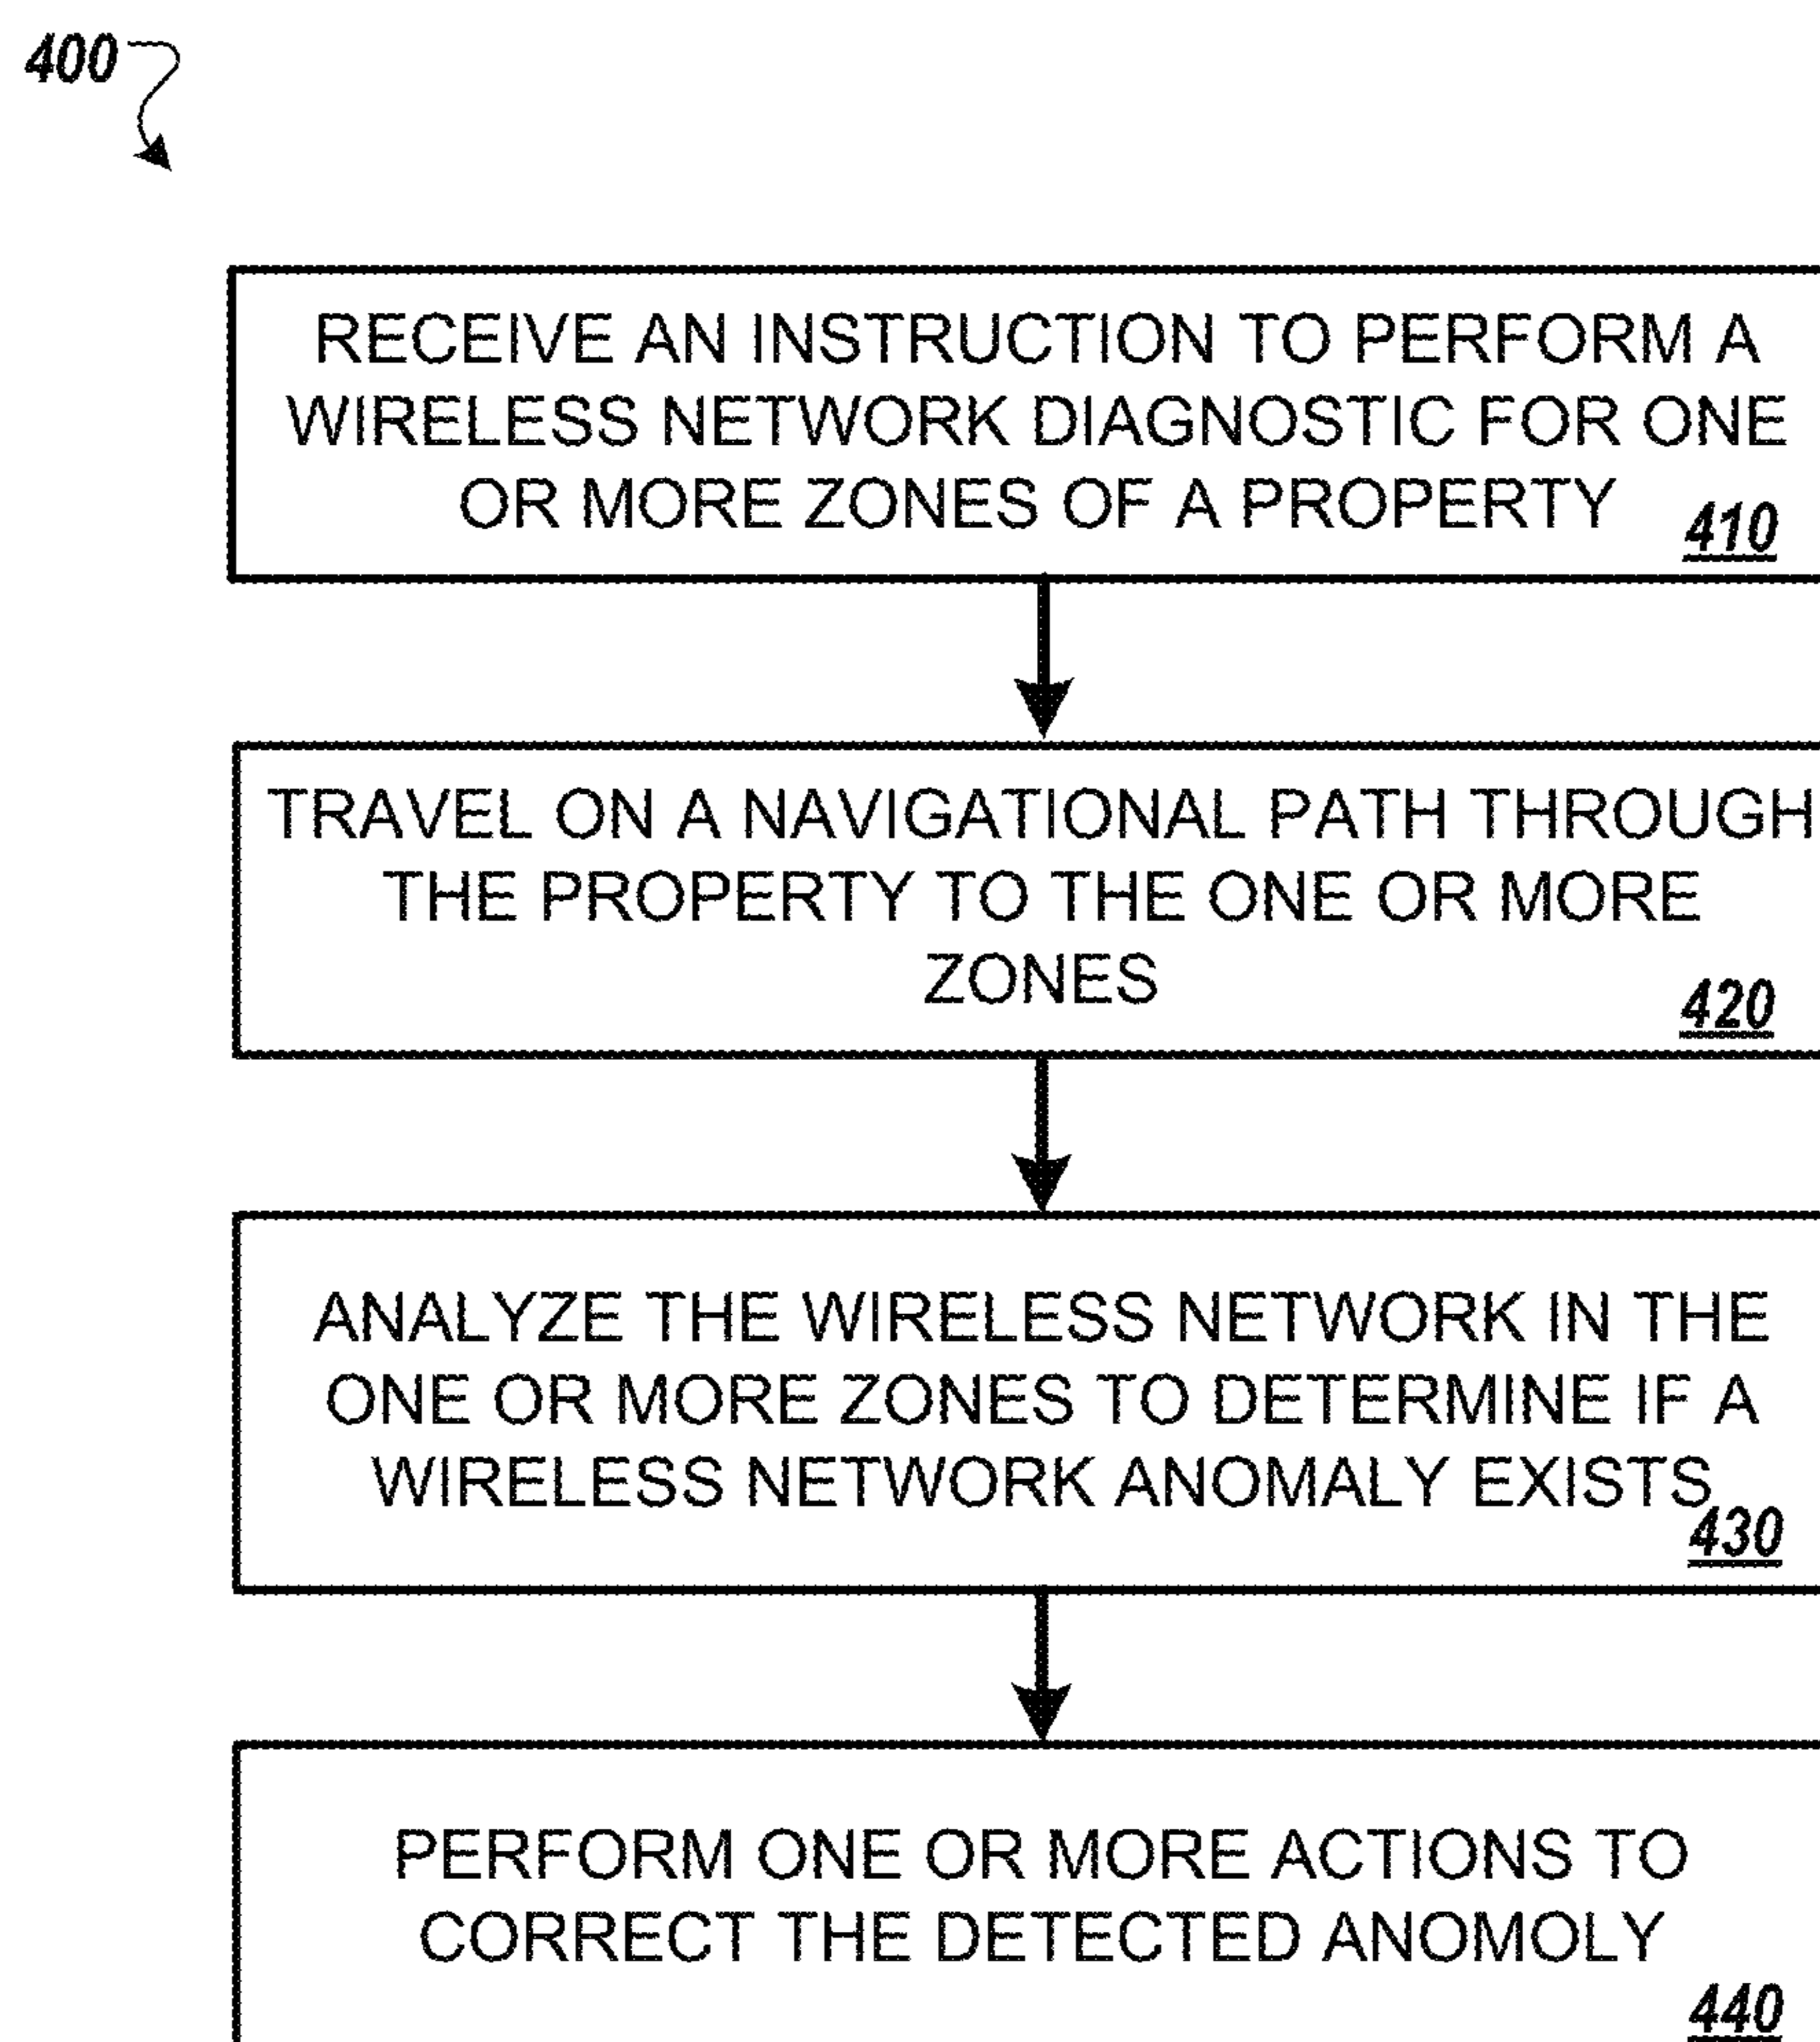 400
RECEIVE AN INSTRUCTION TO PERFORM A
WIRELESS NETWORK DIAGNOSTIC FOR ONE
OR MORE ZONES OF A PROPERTY
410
TRAVEL ON A NAVIGATIONAL PATH THROUGH
THE PROPERTY TO THE ONE OR MORE
ZONES
420
ANALYZE THE WIRELESS NETWORK IN THE
ONE OR MORE ZONES TO DETERMINE IF A
WIRELESS NETWORK ANOMALY EXISTS
430
PERFORM ONE OR MORE ACTIONS TO
CORRECT THE DETECTED ANOMOLY
440